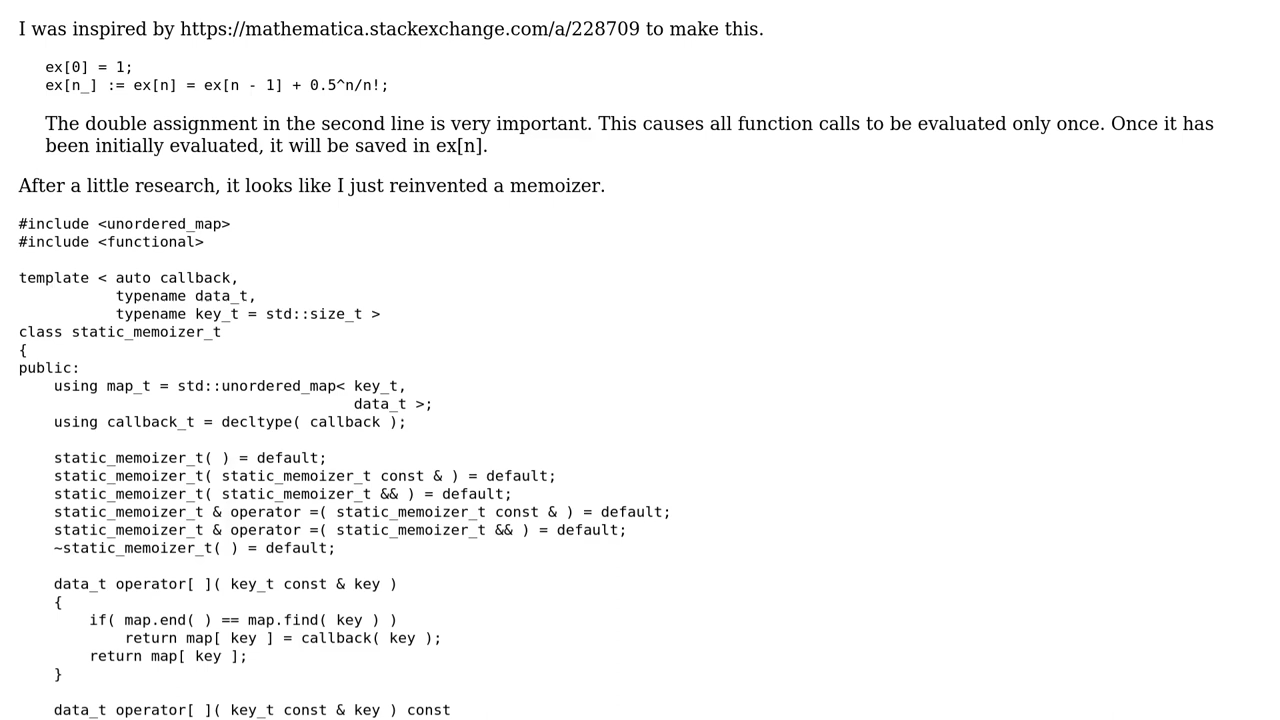 I was inspired by https://mathematica.stackexchange.com/a/228709 to make this.
ex[0] = 1;
ex[n_] := ex[n] = ex[n - 1] + 0.5^n/n!;
The double assignment in the second line is very important. This causes all function calls to be evaluated only once. Once it has
been initially evaluated, it will be saved in ex[n].
After a little research, it looks like I just reinvented a memoizer.
#include <unordered_map>
#include <functional>
template < auto callback,
           typename data_t,
           typename key_t = std::size_t >
class static_memoizer_t
{
public:
    using map_t = std::unordered_map< key_t,
                                      data_t >;
    using callback_t = decltype( callback );
    static_memoizer_t( ) = default;
    static_memoizer_t( static_memoizer_t const & ) = default;
    static_memoizer_t( static_memoizer_t && ) = default;
    static_memoizer_t & operator =( static_memoizer_t const & ) = default;
    static_memoizer_t & operator =( static_memoizer_t && ) = default;
    ~static_memoizer_t( ) = default;
    data_t operator[ ]( key_t const & key )
    {
        if( map.end( ) == map.find( key ) )
            return map[ key ] = callback( key );
        return map[ key ];
    }
    data_t operator[ ]( key_t const & key ) const